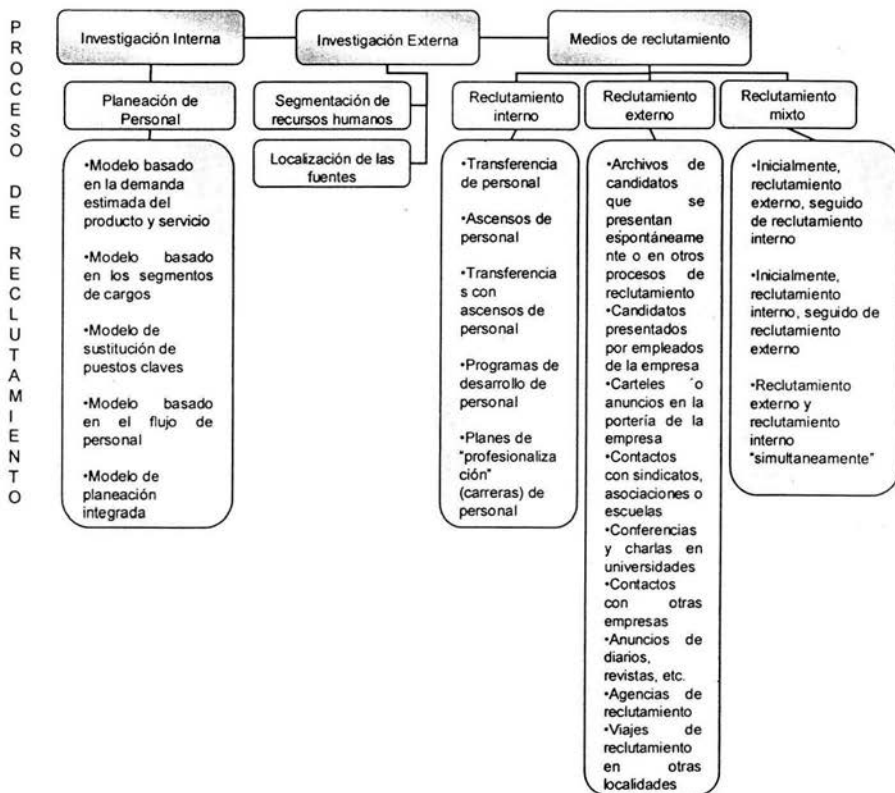 PROCESO DE RECLUTAMIENTO
Investigación Interna
Investigación Externa
Medios de reclutamiento
Planeación de
Personal
•Modelo basado
en la demanda
estimada del
producto y servicio
•Modelo basado
en los segmentos
de cargos
•Modelo de
sustitución de
puestos claves
•Modelo basado
en el flujo de
personal
•Modelo de
planeación
integrada
Segmentación de
recursos humanos
Localización de las
fuentes
Reclutamiento
interno
•Transferencia
de personal
•Ascensos de
personal
•Transferencia
s con
ascensos de
personal
•Programas de
desarrollo de
personal
•Planes de
"profesionaliza
ción"
(carreras) de
personal
Reclutamiento
externo
•Archivos de
candidatos
que se
presentan
espontáneame
nte o en otros
procesos de
reclutamiento
•Candidatos
presentados
por empleados
de la empresa
•Carteles o
anuncios en la
portería de la
empresa
•Contactos
con sindicatos,
asociaciones o
escuelas
•Conferencias
y charlas en
universidades
•Contactos
con otras
empresas
•Anuncios de
diarios,
revistas, etc.
•Agencias de
reclutamiento
•Viajes de
reclutamiento
en otras
localidades
Reclutamiento
mixto
•Inicialmente,
reclutamiento
externo, seguido
de reclutamiento
interno
•Inicialmente,
reclutamiento
interno, seguido de
reclutamiento
externo
•Reclutamiento
externo y
reclutamiento
interno
"simultaneamente"